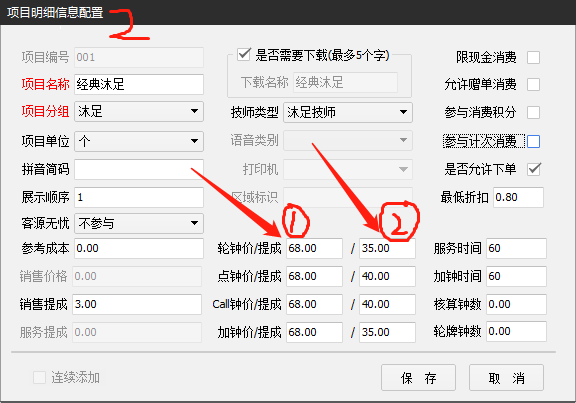 项目明细信息配置 2
项目编号 001 是否需要下载(最多5个字) 限现金消费
项目名称 经典沐足 下载名称 经典沐足 允许赠单消费
项目分组 沐足 技师类型 沐足技师 参与消费积分
项目单位 个 语音类别 参与计次消费
拼音简码 打印机 是否允许下单
展示顺序 1 区域标识 最低折扣 0.80
客源无忧 不参与 1 2
参考成本 0.00 轮钟价/提成 68.00 / 35.00 服务时间 60
销售价格 0.00 点钟价/提成 68.00 / 40.00 加钟时间 60
销售提成 3.00 Call钟价/提成 68.00 / 40.00 核算钟数 0.00
服务提成 0.00 加钟价/提成 68.00 / 35.00 轮牌钟数 0.00
连续添加 保 存 取 消